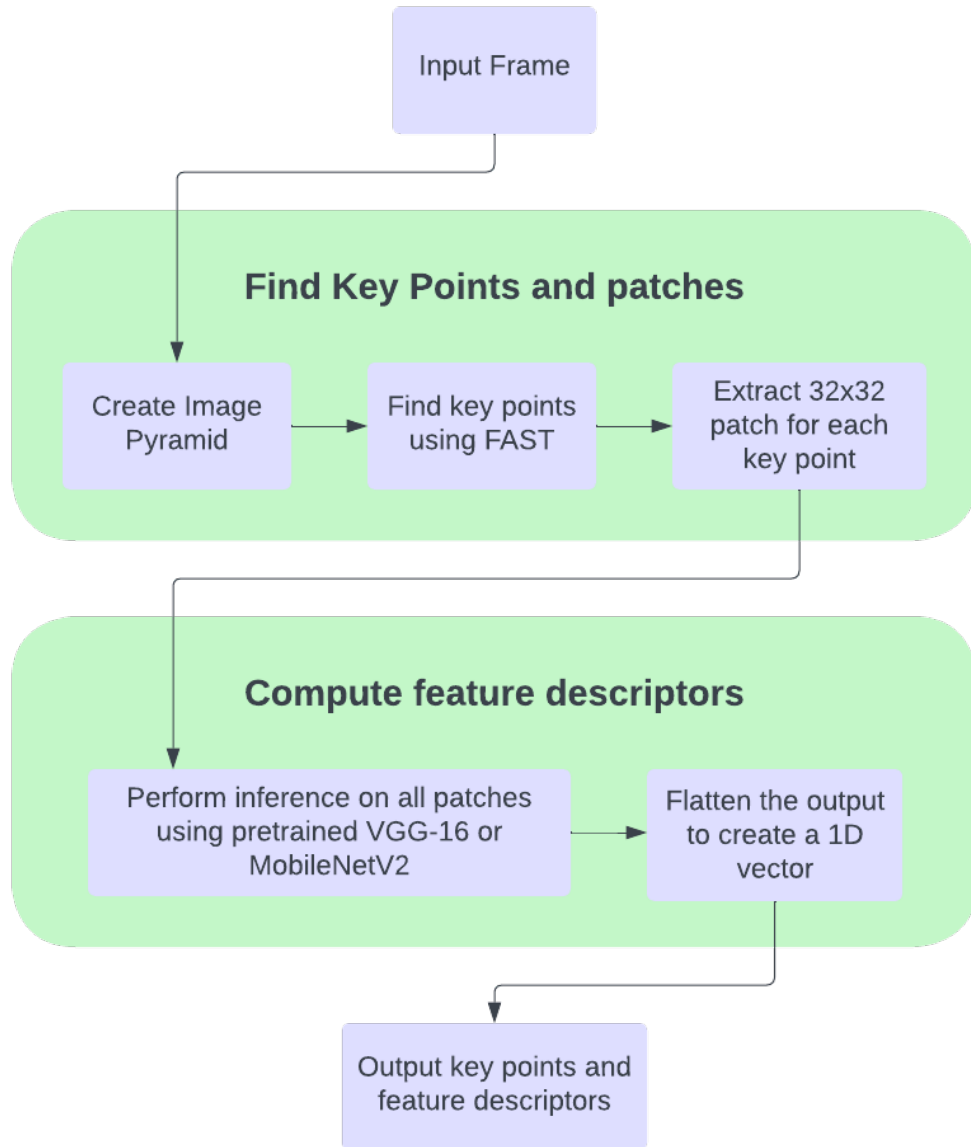 Input Frame
Find Key Points and patches
Create Image
Pyramid
Find key points
using FAST
Extract 32x32
patch for each
key point
Compute feature descriptors
Perform inference on all patches
using pretrained VGG-16 or
MobileNetV2
Flatten the output
to create a 1D
vector
Output key points and
feature descriptors